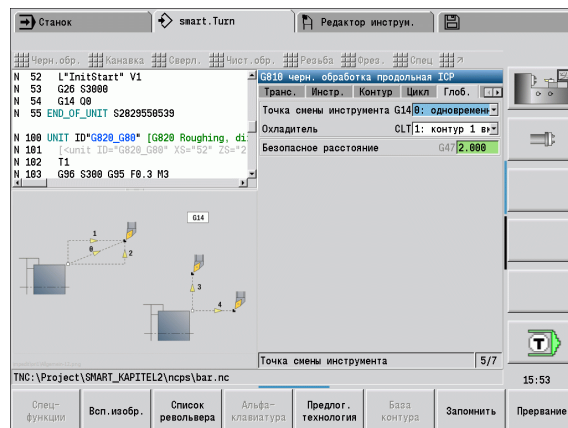 Станок
smart.Turn
Редактор инструм.
Черн.обр.
Канавка
Сверл.
Чист.обр.
Резьба
Фрез.
Спец
N 52 L"InitStart" V1
N 53 G26 S3000
N 54 G14 Q0
N 55 END_OF_UNIT S2829550539
N 100 UNIT ID"G820_G80" [G820 Roughing, di
N 101 [<unit ID="G820_G80" XS="52" ZS="2
N 102 T1
N 103 G96 S300 G95 F0.3 M3
G810 черн. обработка продольная ICP
Транс. Инстр. Контур Цикл Глоб.
Точка смены инструмента G14 0: одновремен
Охладитель CLT 1: контур 1 вк
Безопасное расстояние G47 2.000
G14
1
0
2
3
4
Точка смены инструмента 5/7
TNC:\Project\SMART_KAPITEL2\ncps\bar.nc
T
15:53
Спец-функции
Всп.изобр.
Список револьвера
Альфа-клавиатура
Предлог. технология
База контура
Запомнить
Прервание